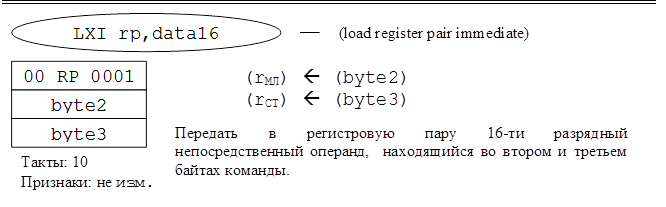 LXI rp,data16 — (load register pair immediate)
00 RP 0001
byte2
byte3
(rМЛ) ← (byte2)
(rСТ) ← (byte3)
Передать в регистровую пару 16-ти разрядный
непосредственный операнд, находящийся во втором и третьем
байтах команды.
Такты: 10
Признаки: не изм.